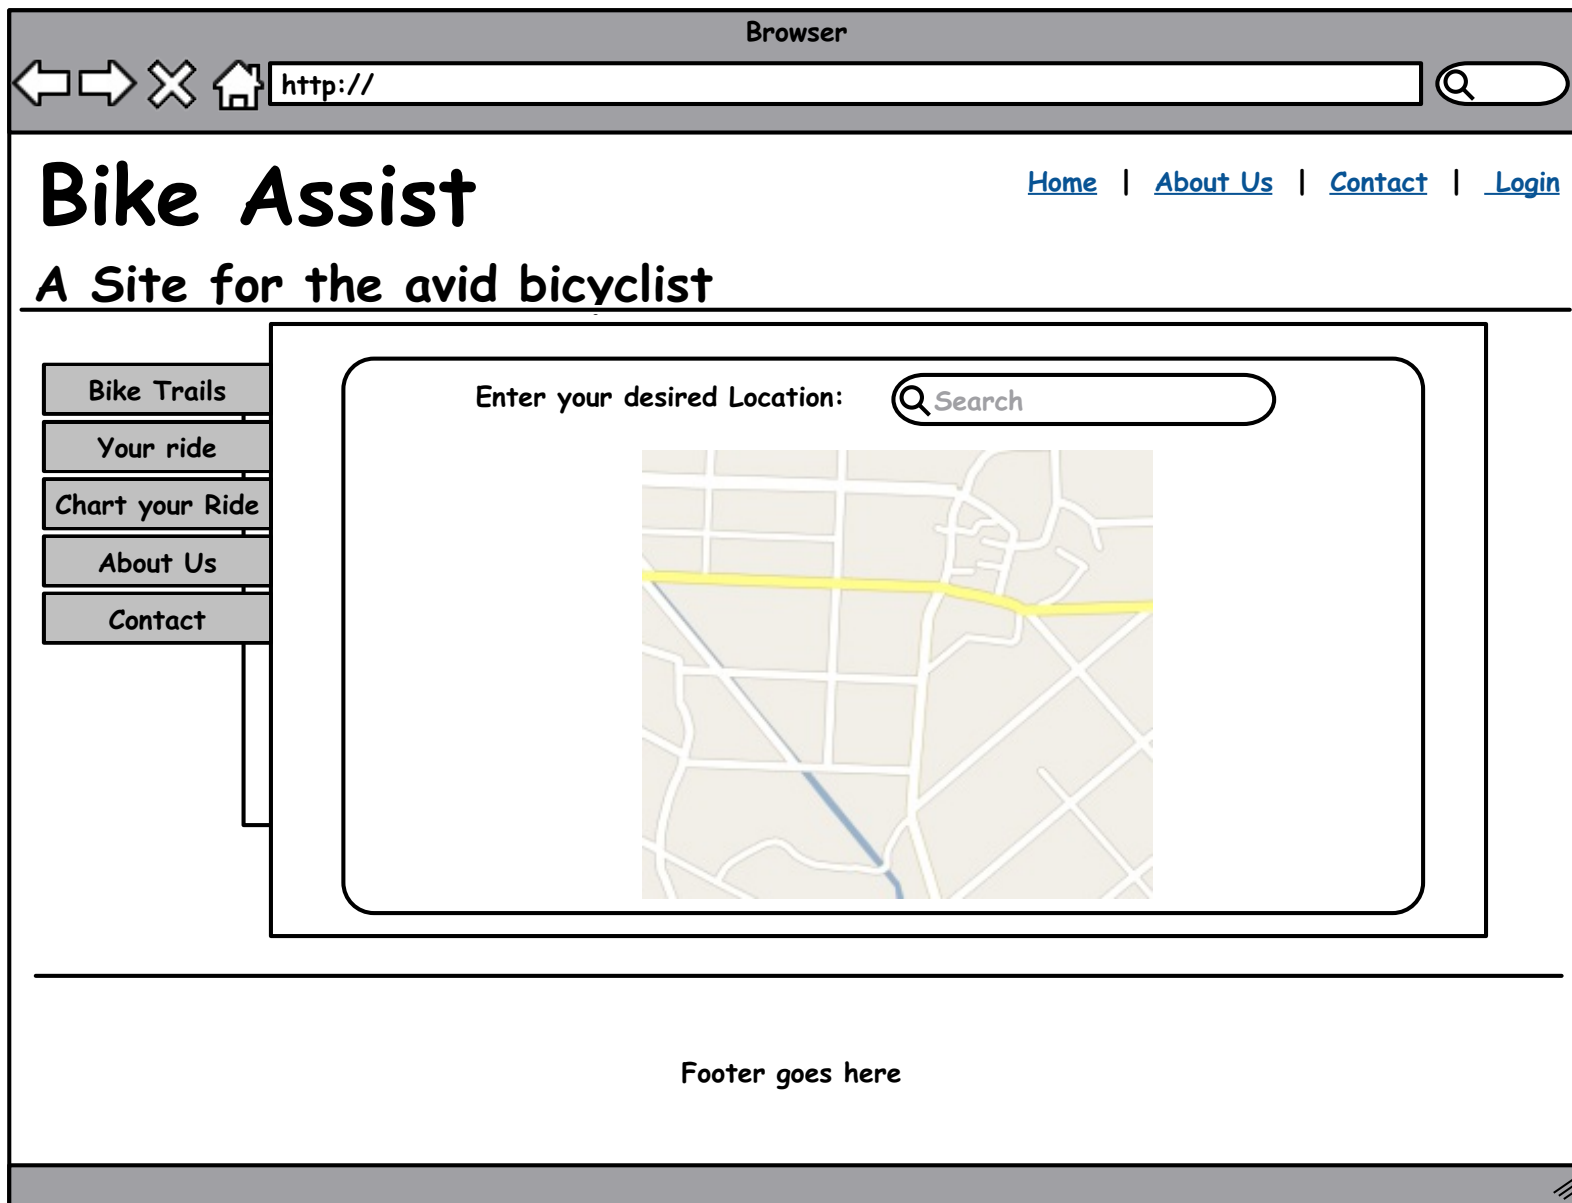 Browser
http://
Bike Assist
Home | About Us | Contact | Login
A Site for the avid bicyclist
Bike Trails
Your ride
Chart your Ride
About Us
Contact
Enter your desired Location:
Search
Footer goes here